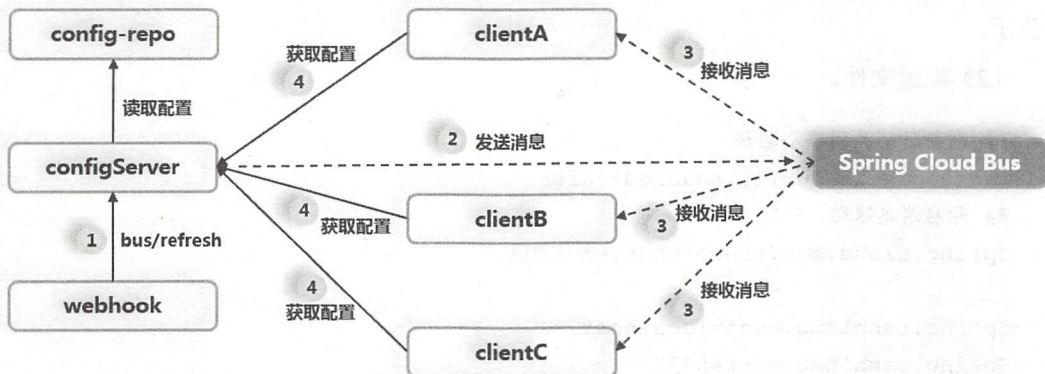 config-repo
clientA
获取配置
4
3
接收消息
读取配置
2
发送消息
configServer
Spring Cloud Bus
4
获取配置
clientB
3
接收消息
1
bus/refresh
4
获取配置
3
接收消息
webhook
clientC